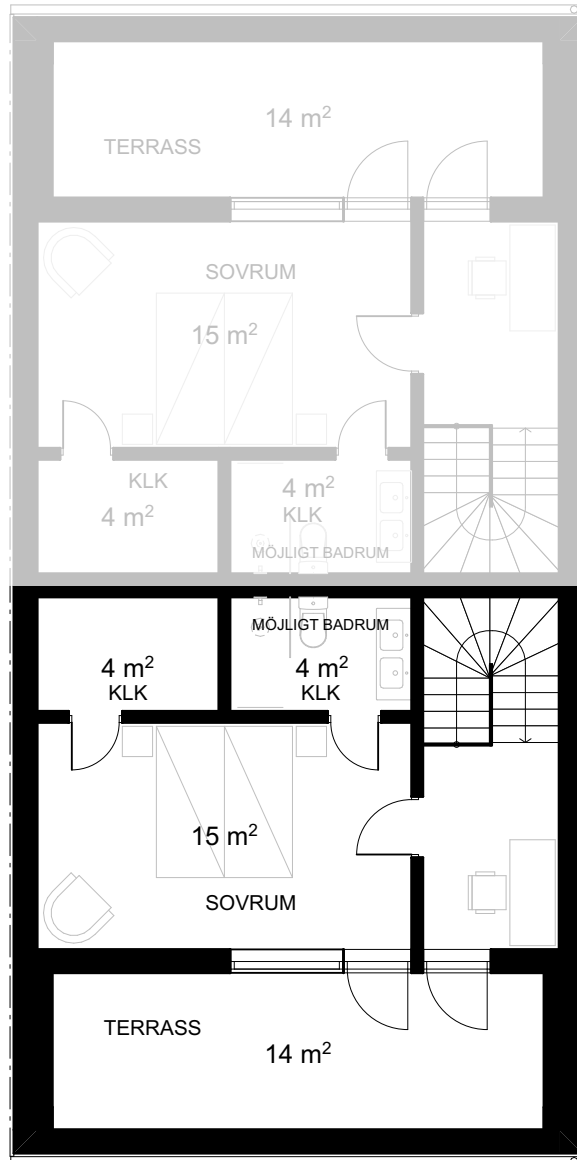 14 m²
TERRASS
SOVRUM
15 m²
KLK
4 m²
4 m²
KLK
MÖJLIGT BADRUM
MÖJLIGT BADRUM
4 m²
KLK
4 m²
KLK
15 m²
SOVRUM
TERRASS
14 m²